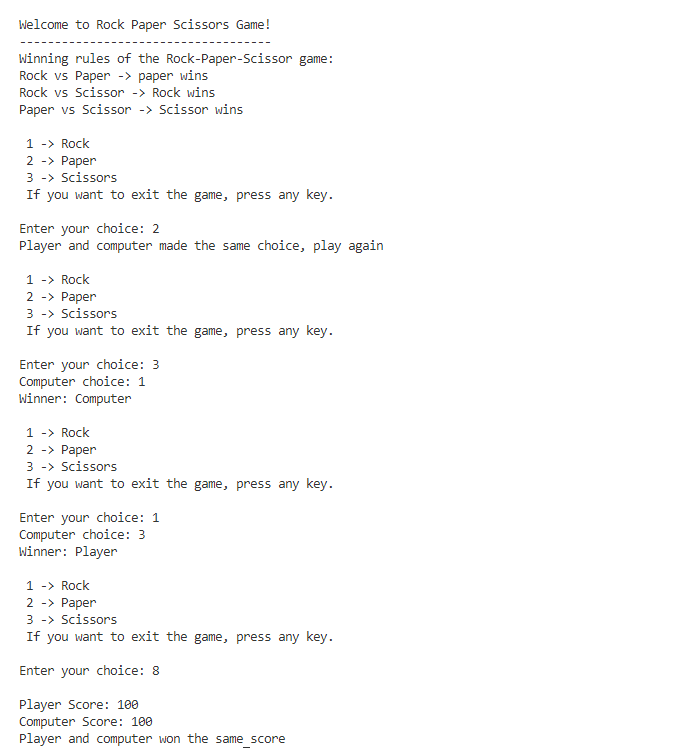 Welcome to Rock Paper Scissors Game!
------------------------------------
Winning rules of the Rock-Paper-Scissor game:
Rock vs Paper -> paper wins
Rock vs Scissor -> Rock wins
Paper vs Scissor -> Scissor wins
1 -> Rock
2 -> Paper
3 -> Scissors
If you want to exit the game, press any key.
Enter your choice: 2
Player and computer made the same choice, play again
1 -> Rock
2 -> Paper
3 -> Scissors
If you want to exit the game, press any key.
Enter your choice: 3
Computer choice: 1
Winner: Computer
1 -> Rock
2 -> Paper
3 -> Scissors
If you want to exit the game, press any key.
Enter your choice: 1
Computer choice: 3
Winner: Player
1 -> Rock
2 -> Paper
3 -> Scissors
If you want to exit the game, press any key.
Enter your choice: 8
Player Score: 100
Computer Score: 100
Player and computer won the same_score